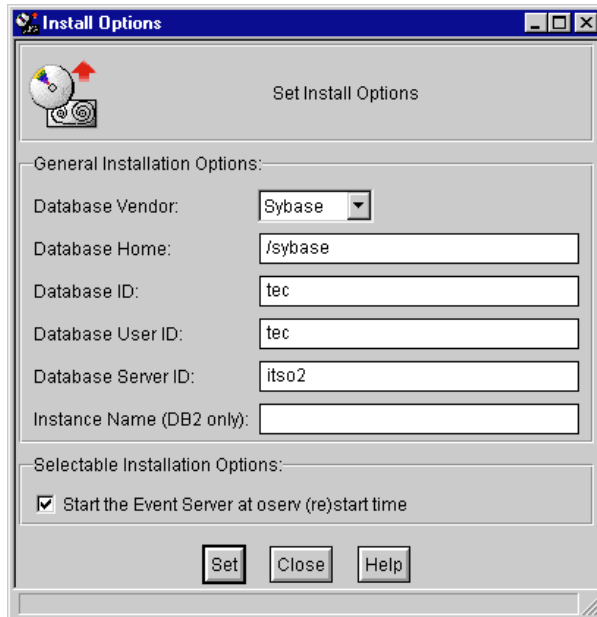 Install Options
Set Install Options
General Installation Options:
Database Vendor: Sybase
Database Home: /sybase
Database ID: tec
Database User ID: tec
Database Server ID: itso2
Instance Name (DB2 only):
Selectable Installation Options:
Start the Event Server at oserv (re)start time
Set Close Help